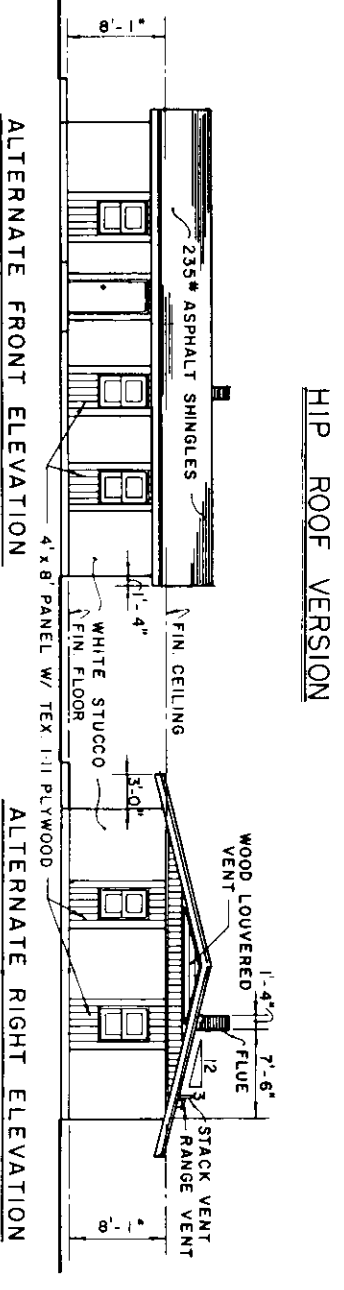 HIP ROOF VERSION
8'-1"
235# ASPHALT SHINGLES
1'-4"
FIN. CEILING
FIN. FLOOR
WHITE STUCCO
4' x 8' PANEL W/ TEX. 1-11 PLYWOOD
3'-0"
WOOD LOUVERED
VENT
1'-4"
7'-6"
FLUE
12
3
STACK VENT
RANGE VENT
8'-1"
ALTERNATE FRONT ELEVATION
ALTERNATE RIGHT ELEVATION